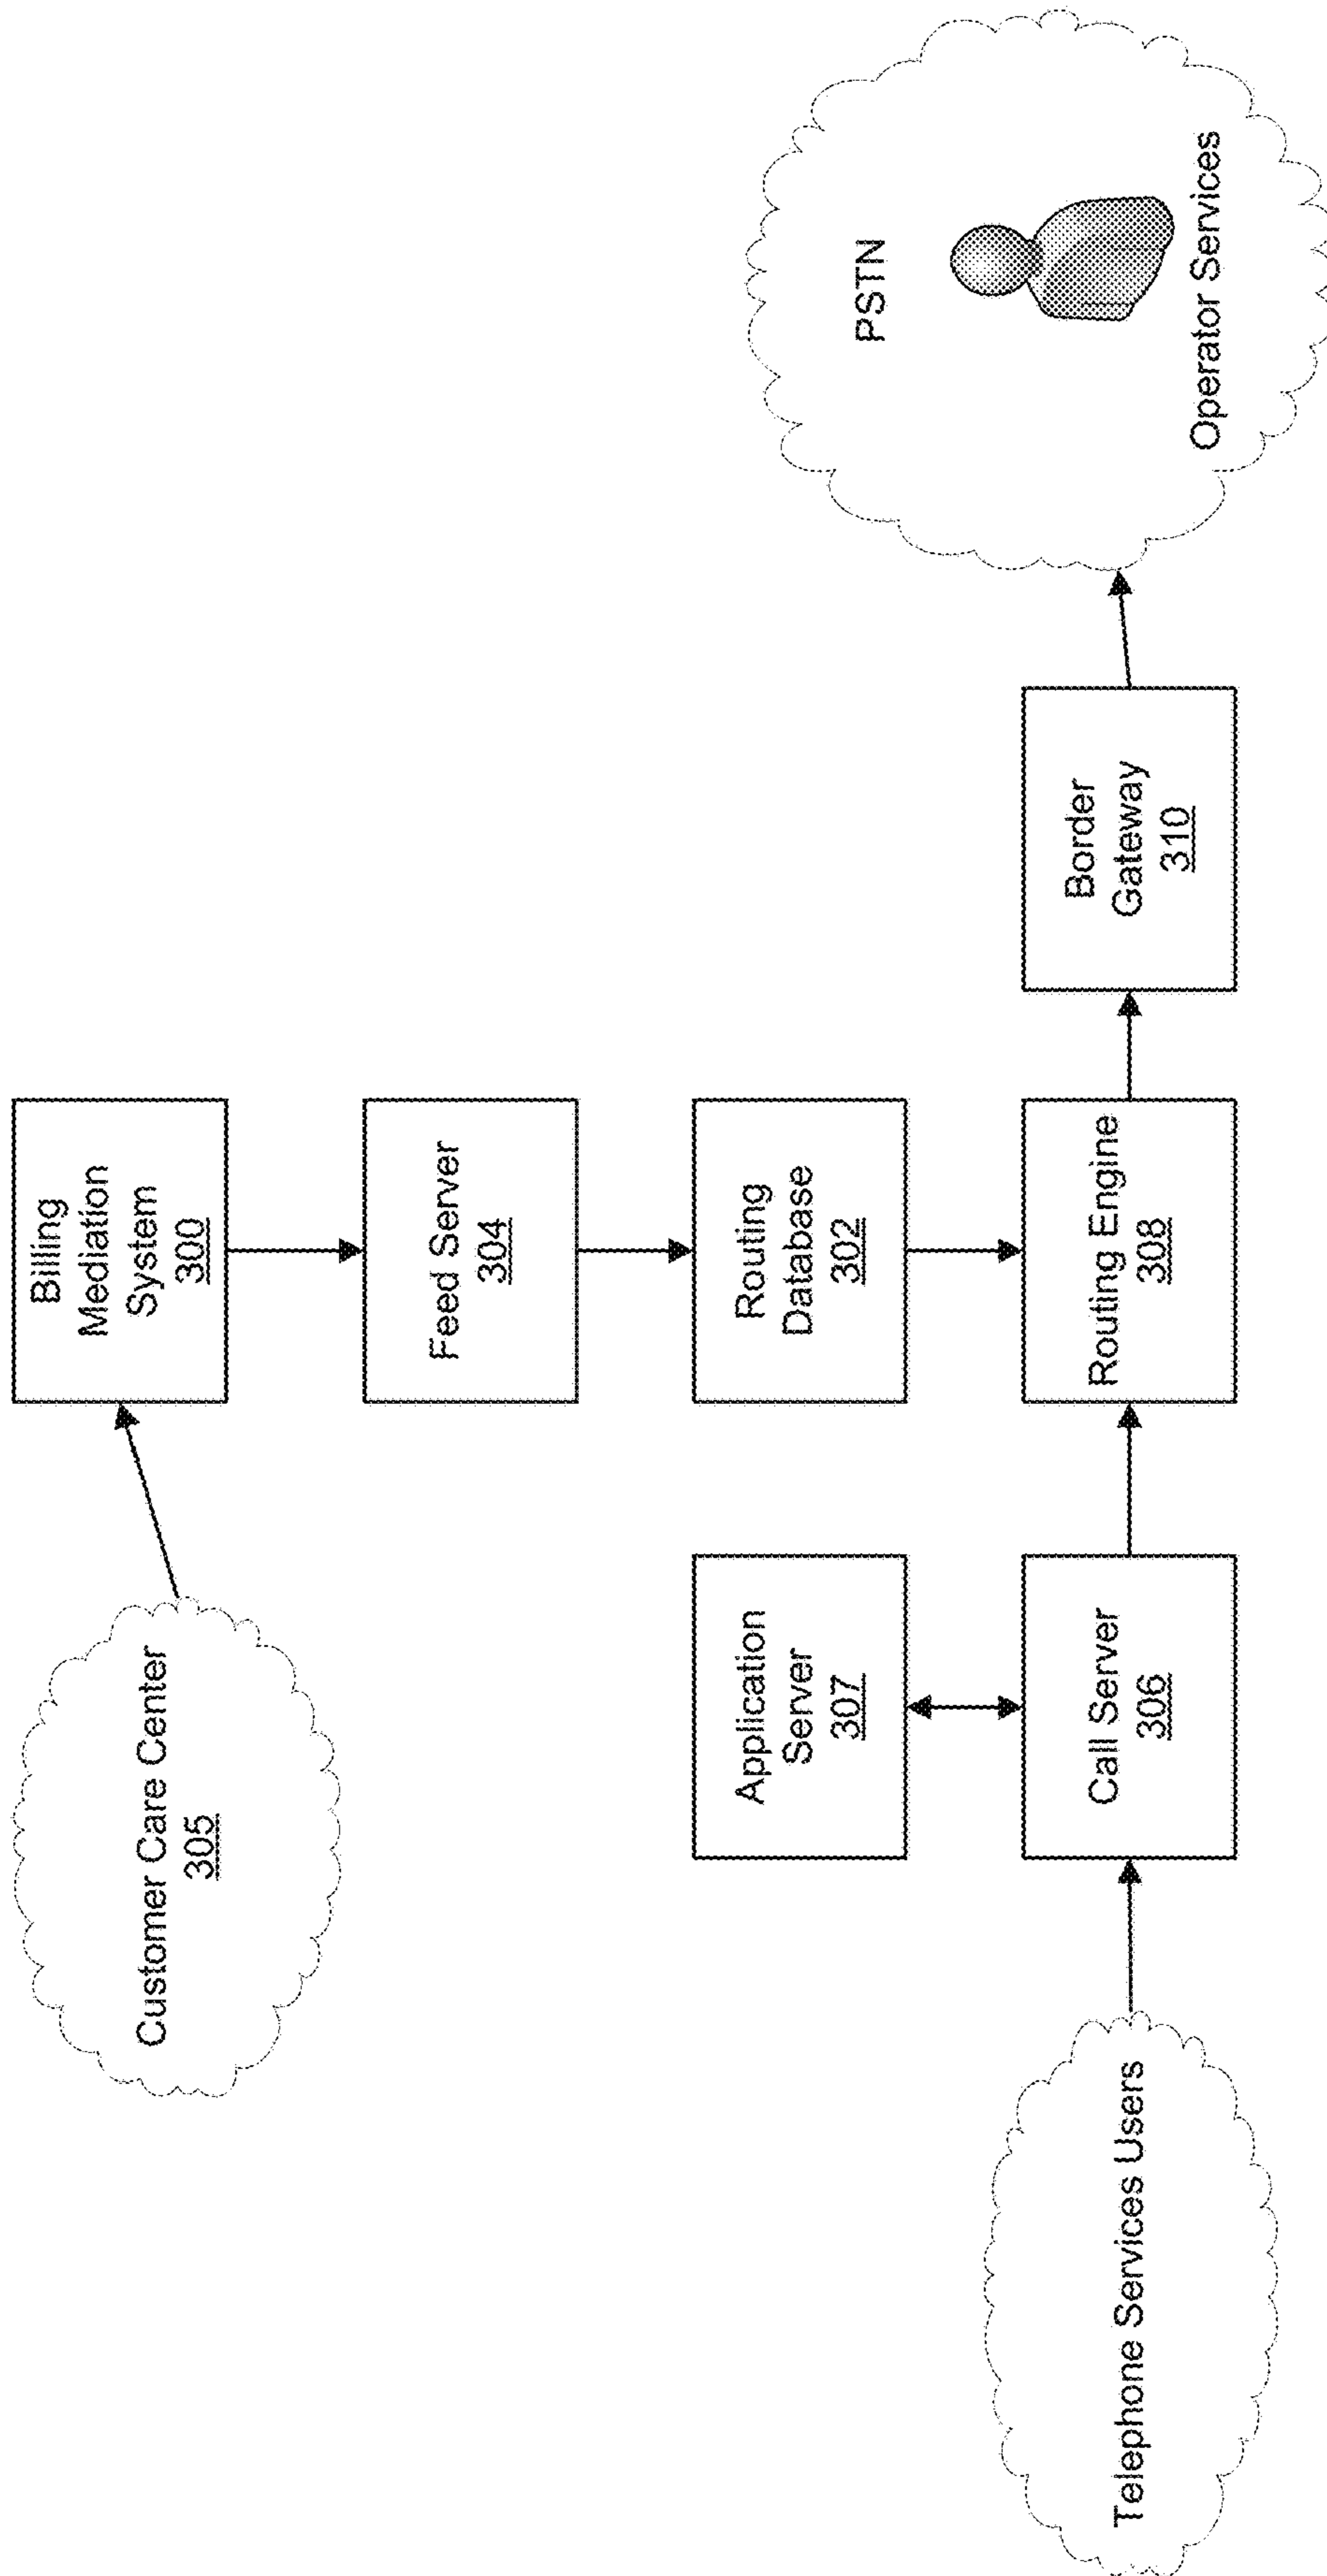 Customer Care Center
305
Billing
Mediation
System
300
Feed Server
304
Application
Server
307
Routing
Database
302
Telephone Services Users
Call Server
306
Routing Engine
308
Border
Gateway
310
PSTN
Operator Services